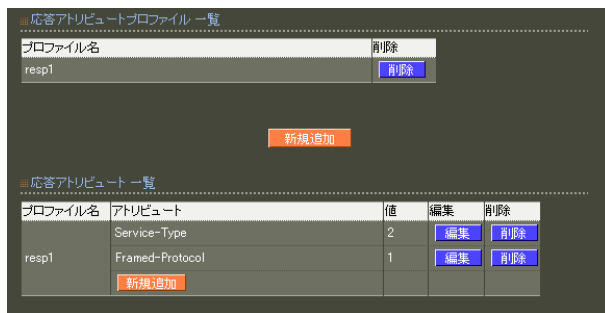 応答アトリビュートプロファイル 一覧
プロファイル名 削除
resp1 削除
新規追加
応答アトリビュート 一覧
プロファイル名 アトリビュート 値 編集 削除
Service-Type 2 編集 削除
resp1 Framed-Protocol 1 編集 削除
新規追加